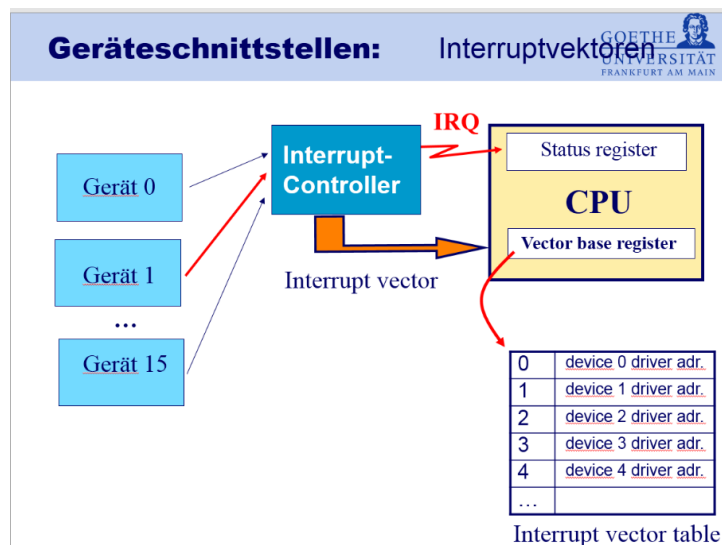 Geräteschnittstellen: Interruptvektoren
GOETHE
UNIVERSITÄT
FRANKFURT AM MAIN
IRQ
Interrupt-
Controller
Status register
CPU
Vector base register
Gerät 0
Gerät 1
...
Gerät 15
Interrupt vector
0 device 0 driver adr.
1 device 1 driver adr.
2 device 2 driver adr.
3 device 3 driver adr.
4 device 4 driver adr.
...
Interrupt vector table